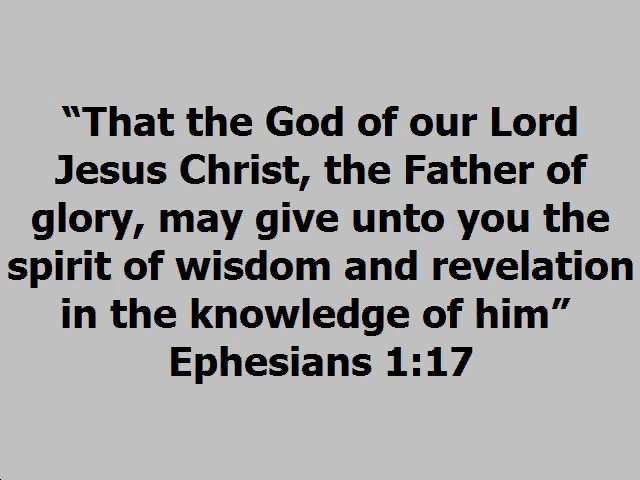 “That the God of our Lord
Jesus Christ, the Father of
glory, may give unto you the
spirit of wisdom and revelation
in the knowledge of him”
Ephesians 1:17